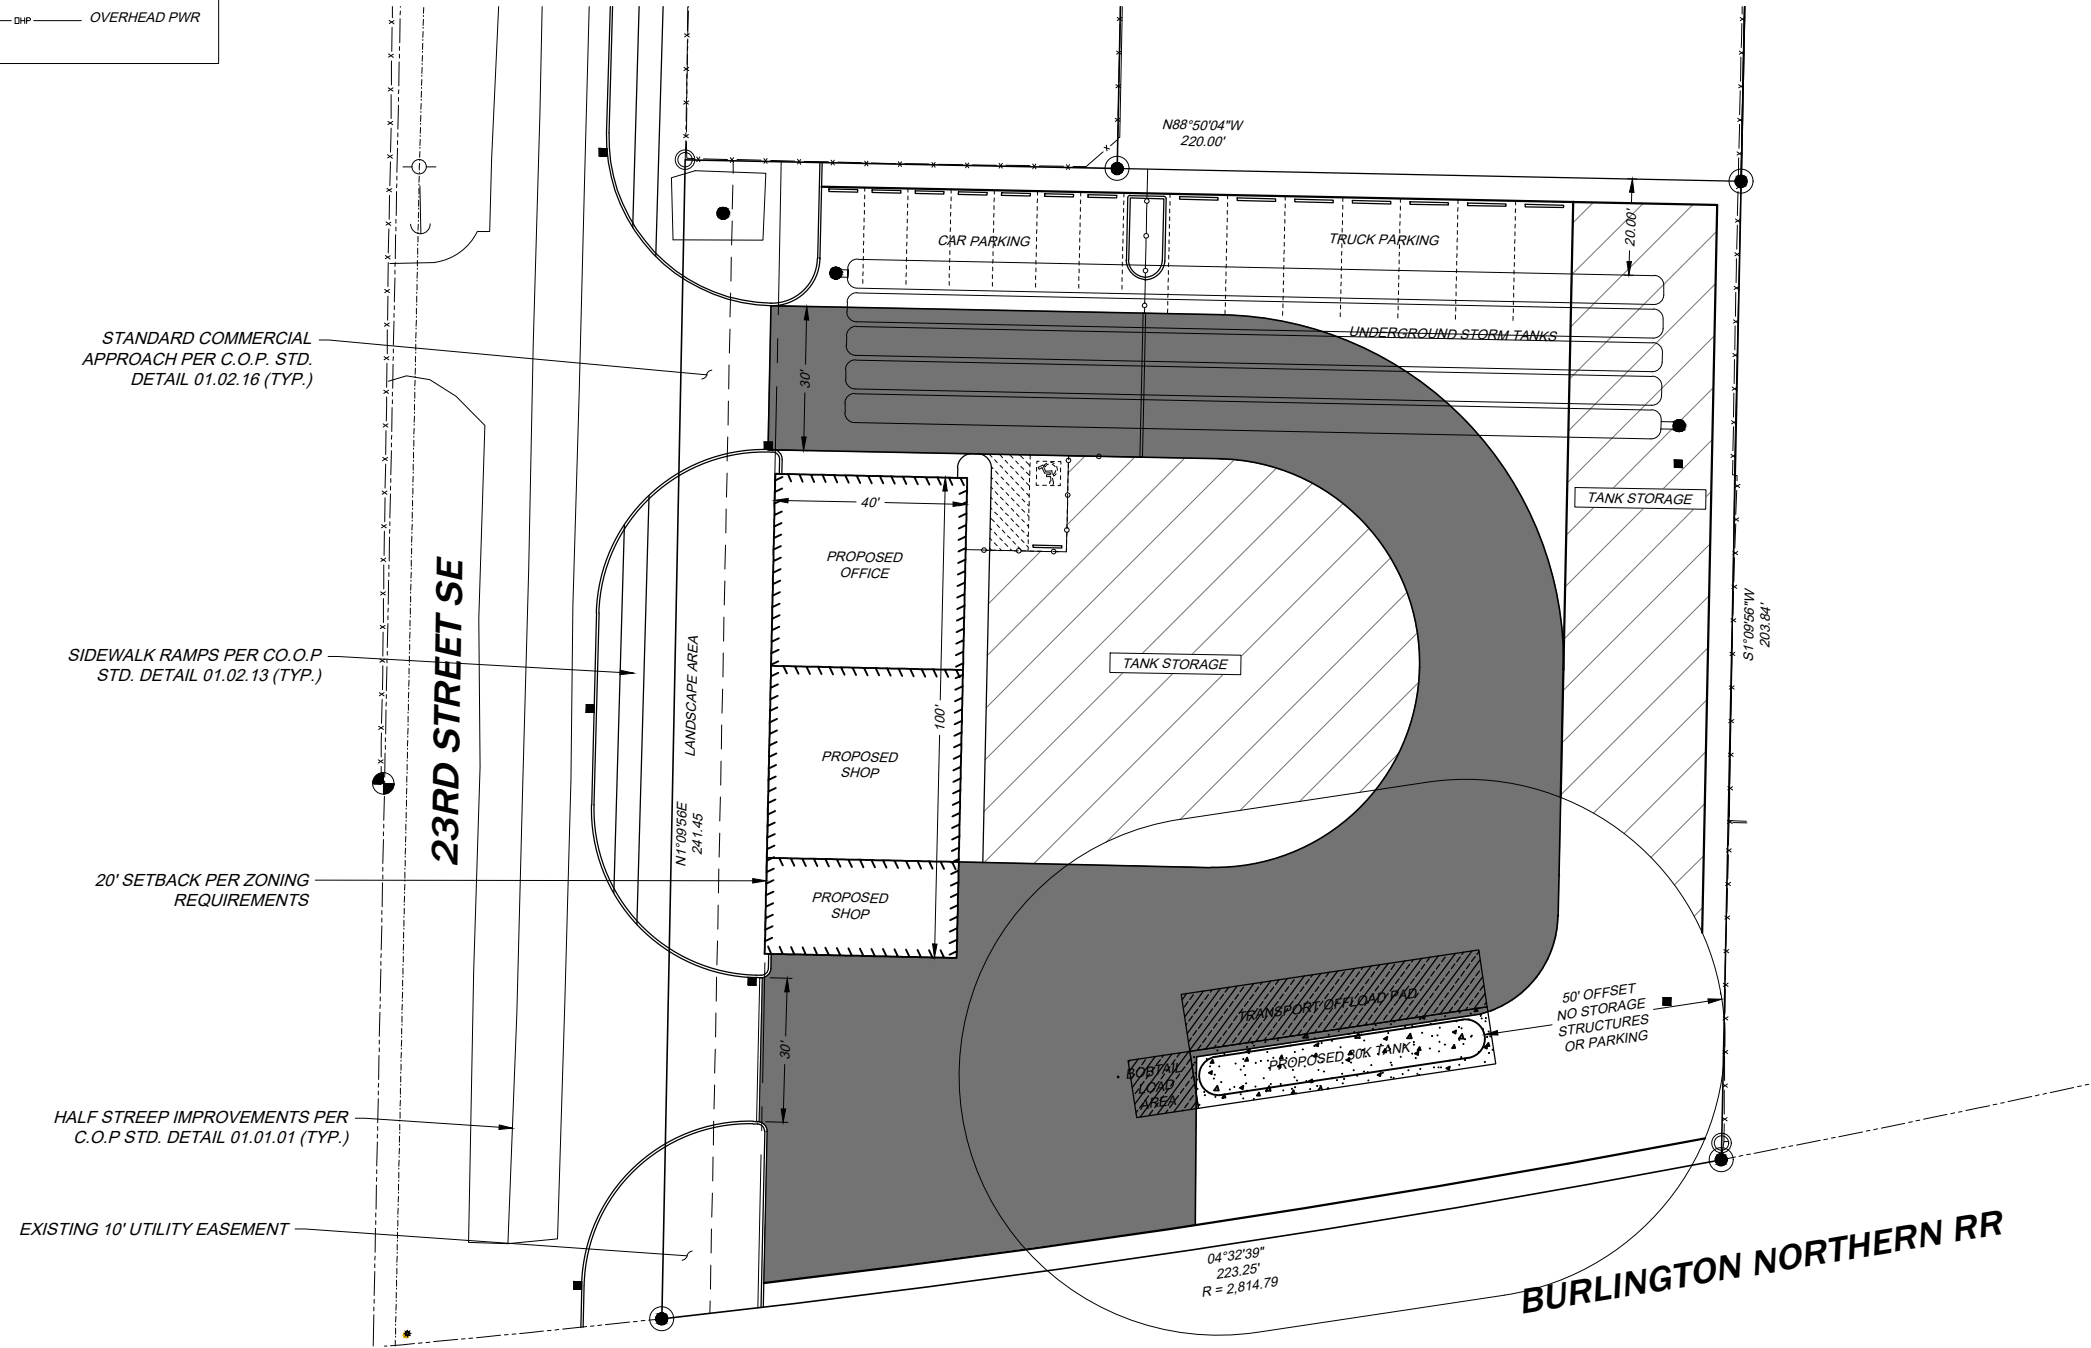 OHP OVERHEAD PWR
N88°50'04"W
220.00'
20.00'
CAR PARKING
TRUCK PARKING
UNDERGROUND STORM TANKS
STANDARD COMMERCIAL
APPROACH PER C.O.P. STD.
DETAIL 01.02.16 (TYP.)
30'
40'
TANK STORAGE
PROPOSED
OFFICE
23RD STREET SE
SIDEWALK RAMPS PER CO.O.P
STD. DETAIL 01.02.13 (TYP.)
LANDSCAPE AREA
TANK STORAGE
S1°09'56"W
203.84'
100'
PROPOSED
SHOP
N1°09'56E
241.45
20' SETBACK PER ZONING
REQUIREMENTS
PROPOSED
SHOP
TRANSPORT OFFLOAD PAD
50' OFFSET
NO STORAGE
STRUCTURES
OR PARKING
30'
PROPOSED 30K TANK
BOBTAIL
LOAD
AREA
HALF STREEP IMPROVEMENTS PER
C.O.P STD. DETAIL 01.01.01 (TYP.)
EXISTING 10' UTILITY EASEMENT
04°32'39"
223.25'
R = 2,814.79
BURLINGTON NORTHERN RR